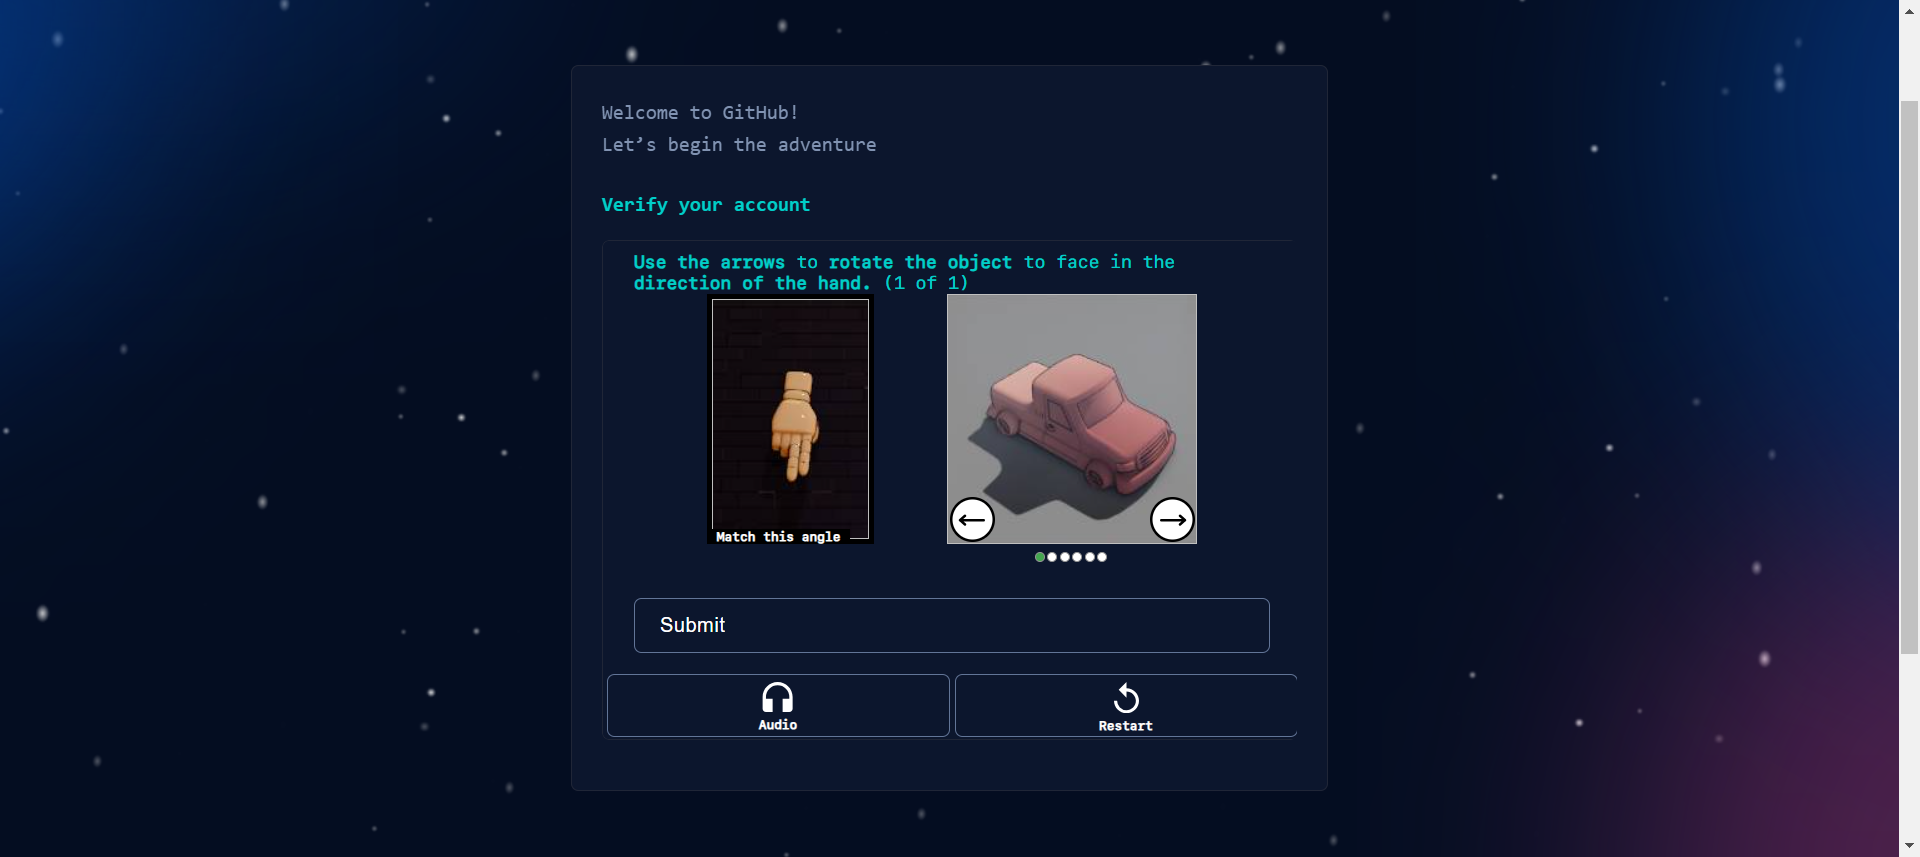 Welcome to GitHub!
Let’s begin the adventure
Verify your account
Use the arrows to rotate the object to face in the
direction of the hand. (1 of 1)
Match this angle
Submit
Audio
Restart